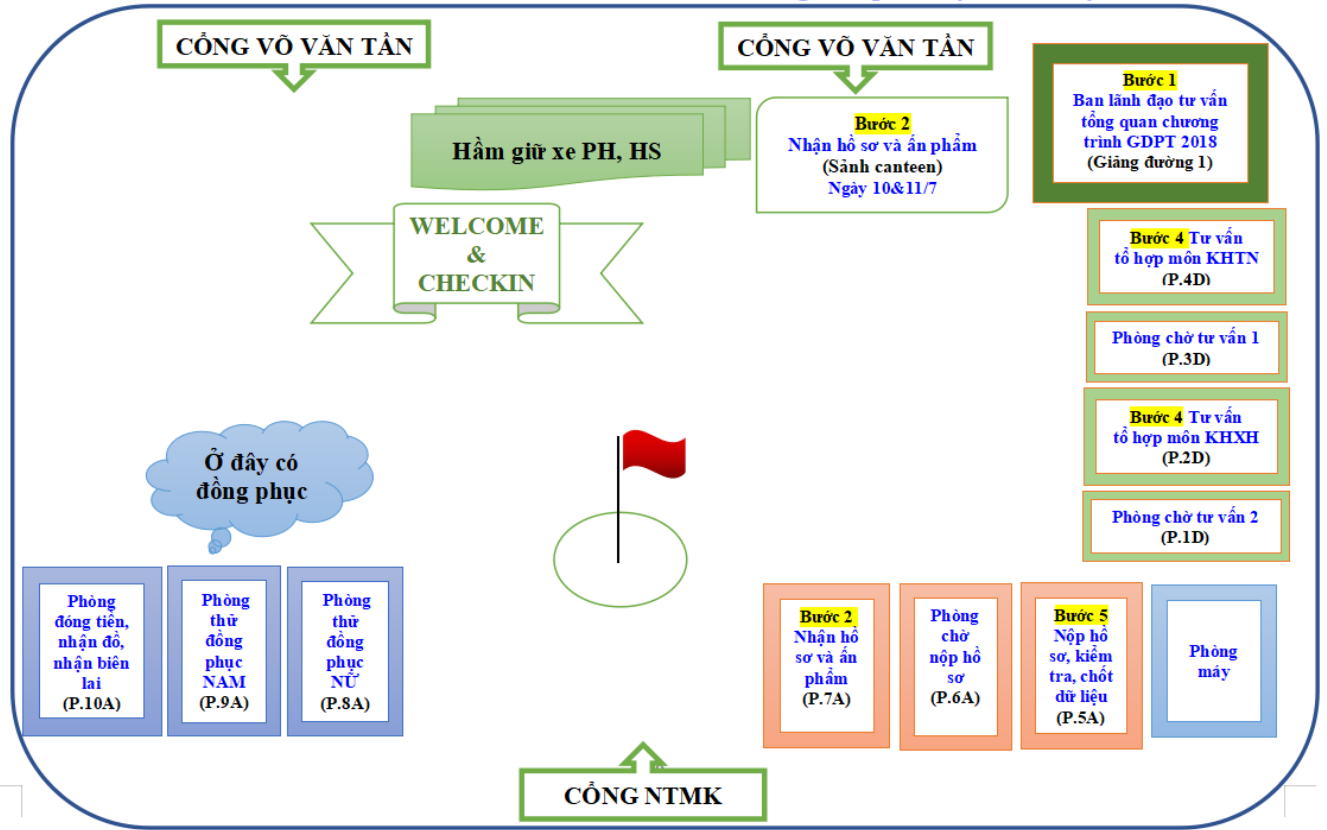 CỔNG VÕ VĂN TẦN
CỔNG VÕ VĂN TẦN
Hầm giữ xe PH, HS
Bước 2
Nhận hồ sơ và ấn phẩm
(Sảnh canteen)
Ngày 10&11/7
Bước 1
Ban lãnh đạo tư vấn
tổng quan chương
trình GDPT 2018
(Giảng đường 1)
WELCOME
&
CHECKIN
Bước 4 Tư vấn
tổ hợp môn KHTN
(P.4D)
Phòng chờ tư vấn 1
(P.3D)
Bước 4 Tư vấn
tổ hợp môn KHXH
(P.2D)
Phòng chờ tư vấn 2
(P.1D)
Ở đây có
đồng phục
Phòng
đóng tiền,
nhận đồ,
nhận biên
lai
(P.10A)
Phòng
thử
đồng
phục
NAM
(P.9A)
Phòng
thử
đồng
phục
NỮ
(P.8A)
Bước 2
Nhận hồ
sơ và ấn
phẩm
(P.7A)
Phòng
chờ
nộp hồ
sơ
(P.6A)
Bước 5
Nộp hồ
sơ, kiểm
tra, chốt
dữ liệu
(P.5A)
Phòng
máy
CỔNG NTMK